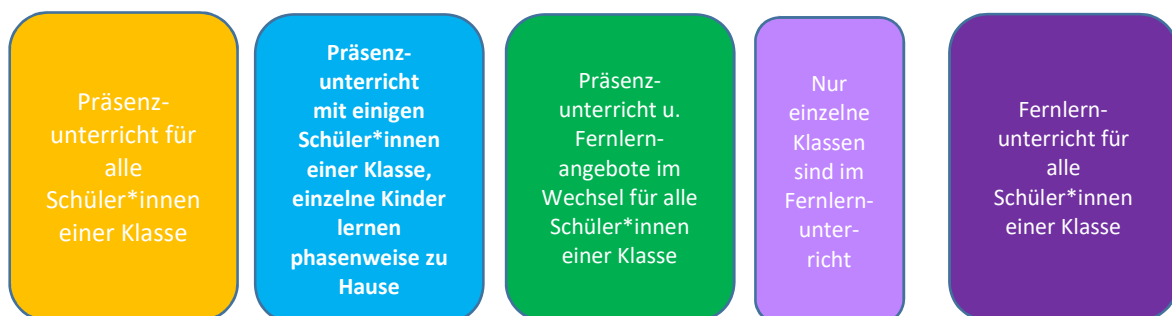 Präsenz-
unterricht für
alle
Schüler*innen
einer Klasse
Präsenz-
unterricht
mit einigen
Schüler*innen
einer Klasse,
einzelne Kinder
lernen
phasenweise zu
Hause
Präsenz-
unterricht u.
Fernlern-
angebote im
Wechsel für alle
Schüler*innen
einer Klasse
Nur
einzelne
Klassen
sind im
Fernlern-
unter-
richt
Fernlern-
unterricht für
alle
Schüler*innen
einer Klasse